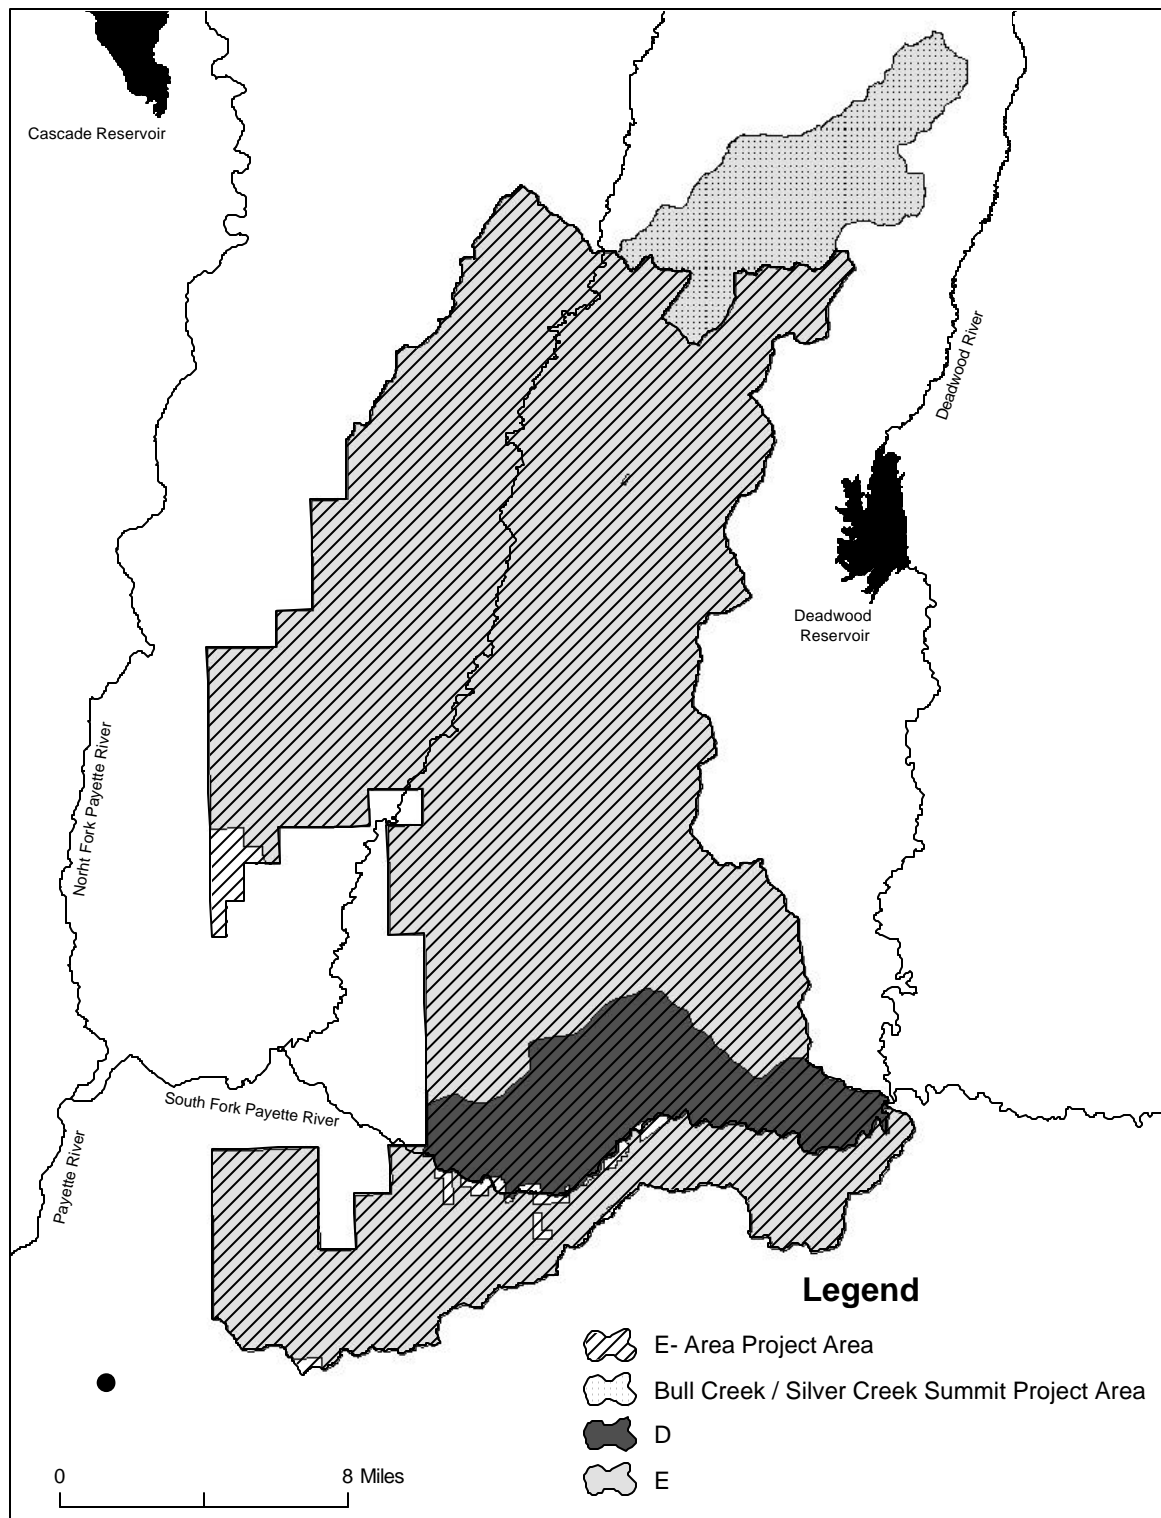 Cascade Reservoir
Deadwood River
Deadwood
Reservoir
Norht Fork Payette River
South Fork Payette River
Payette River
Legend
E- Area Project Area
Bull Creek / Silver Creek Summit Project Area
D
E
0 8 Miles